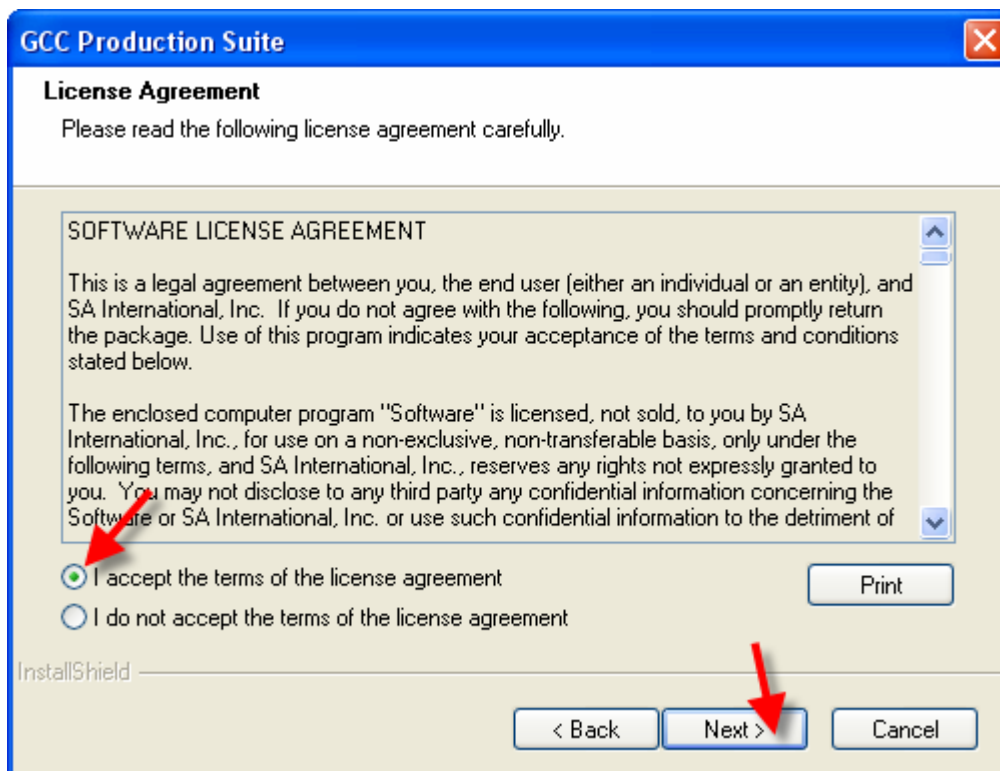 GCC Production Suite
License Agreement
Please read the following license agreement carefully.
SOFTWARE LICENSE AGREEMENT
This is a legal agreement between you, the end user (either an individual or an entity), and
SA International, Inc.  If you do not agree with the following, you should promptly return
the package. Use of this program indicates your acceptance of the terms and conditions
stated below.
The enclosed computer program "Software" is licensed, not sold, to you by SA
International, Inc., for use on a non-exclusive, non-transferable basis, only under the
following terms, and SA International, Inc., reserves any rights not expressly granted to
you.  You may not disclose to any third party any confidential information concerning the
Software or SA International, Inc. or use such confidential information to the detriment of
I accept the terms of the license agreement
Print
I do not accept the terms of the license agreement
InstallShield
< Back
Next >
Cancel